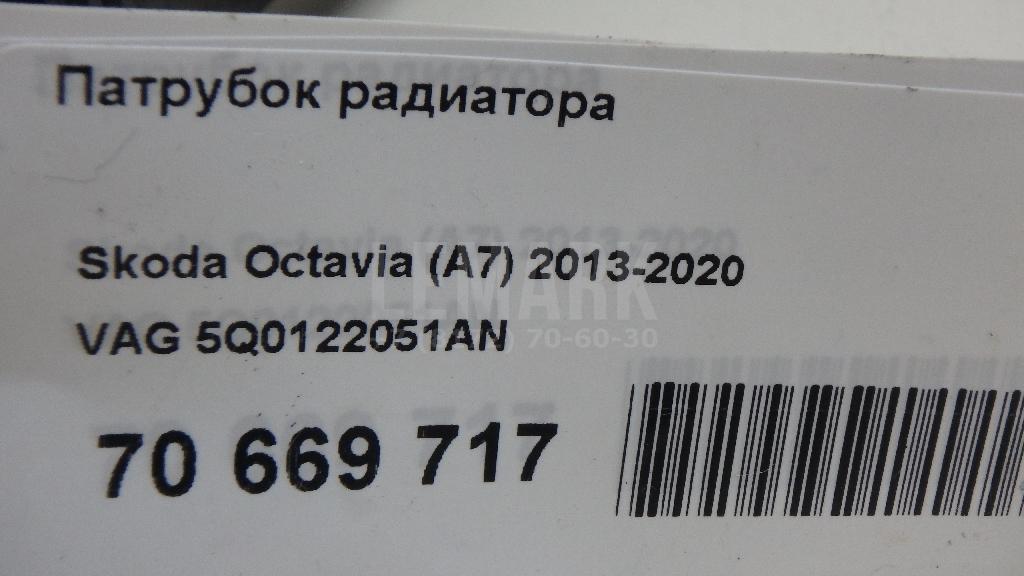 Патрубок радиатора
Skoda Octavia (A7) 2013-2020
VAG 5Q0122051AN
LEMARK
70-60-30
70 669 717